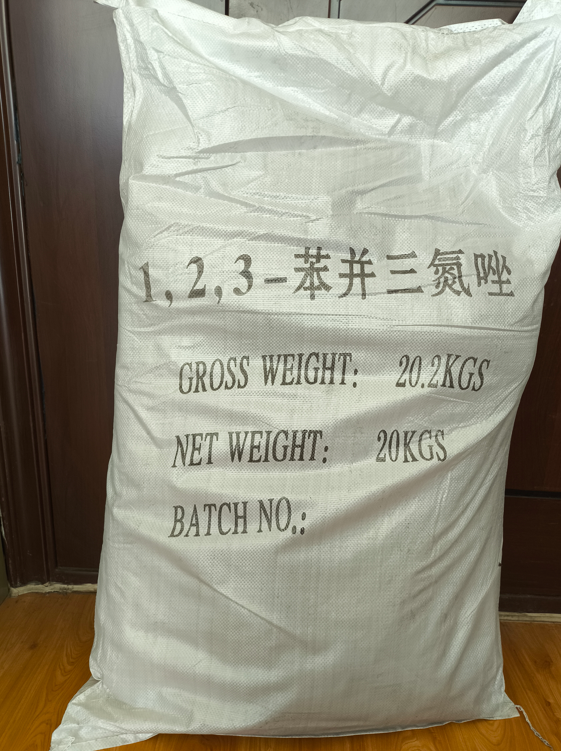 1,2,3-苯并三氮唑
GROSS WEIGHT: 20.2KGS
NET WEIGHT: 20KGS
BATCH NO.: